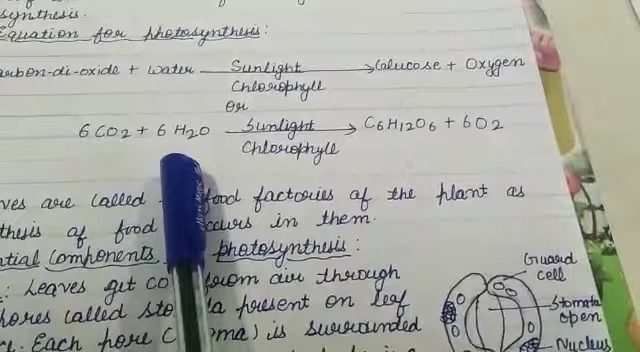 synthesis.
Equation for photosynthesis:
arbon-di-oxide + Water Sunlight Glucose + Oxygen
Chlorophyll
or
6CO2 + 6H2O Sunlight C6H12O6 + 6O2
Chlorophyll
ves are called food factories of the plant as
thesis of food occurs in them.
ntial components photosynthesis:
: Leaves get from air through
pores called present on leaf
Each pore is surrounded
Guard
cell
Stomata
open
Nucleus